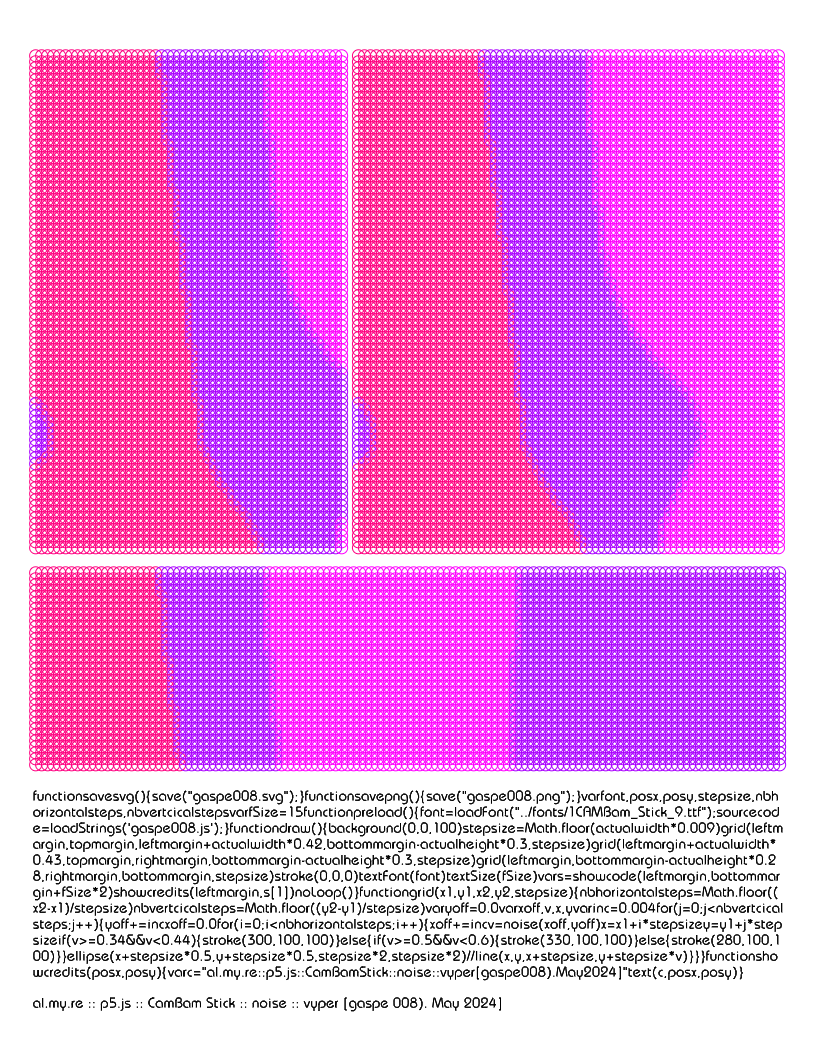 functionsavesvg(){save("gaspe008.svg");}functionsavepng(){save("gaspe008.png");}varfont,posx,posy,stepsize,nbh
orizontalsteps,nbvertcicalstepsvarfSize=15functionpreload(){font=loadFont("../fonts/1CAMBam_Stick_9.ttf");sourcecod
e=loadStrings('gaspe008.js');}functiondraw(){background(0,0,100)stepsize=Math.floor(actualwidth*0.009)grid(leftm
argin,topmargin,leftmargin+actualwidth*0.42,bottommargin-actualheight*0.3,stepsize)grid(leftmargin+actualwidth*
0.43,topmargin,rightmargin,bottommargin-actualheight*0.3,stepsize)grid(leftmargin,bottommargin-actualheight*0.2
8,rightmargin,bottommargin,stepsize)stroke(0,0,0)textFont(font)textSize(fSize)vars=showcode(leftmargin,bottommar
gin+fSize*2)showcredits(leftmargin,s[1])noLoop()}functiongrid(x1,y1,x2,y2,stepsize){nbhorizontalsteps=Math.floor((
x2-x1)/stepsize)nbvertcicalsteps=Math.floor((y2-y1)/stepsize)varyoff=0.0varxoff,v,x,yvarinc=0.004for(j=0;j<nbvertcical
steps;j++){yoff+=incxoff=0.0for(i=0;i<nbhorizontalsteps;i++){xoff+=incv=noise(xoff,yoff)x=x1+i*stepsizey=y1+j*step
sizeif(v>=0.34&&v<0.44){stroke(300,100,100)}else{if(v>=0.5&&v<0.6){stroke(330,100,100)}else{stroke(280,100,1
00)}}ellipse(x+stepsize*0.5,y+stepsize*0.5,stepsize*2,stepsize*2)//line(x,y,x+stepsize,y+stepsize*v)}}}functionsho
wcredits(posx,posy){varc="al.my.re::p5.js::CamBamStick::noise::vyper[gaspe008).May2024]"text(c,posx,posy)}
al.my.re :: p5.js :: CamBam Stick :: noise :: vyper [gaspe 008). May 2024]